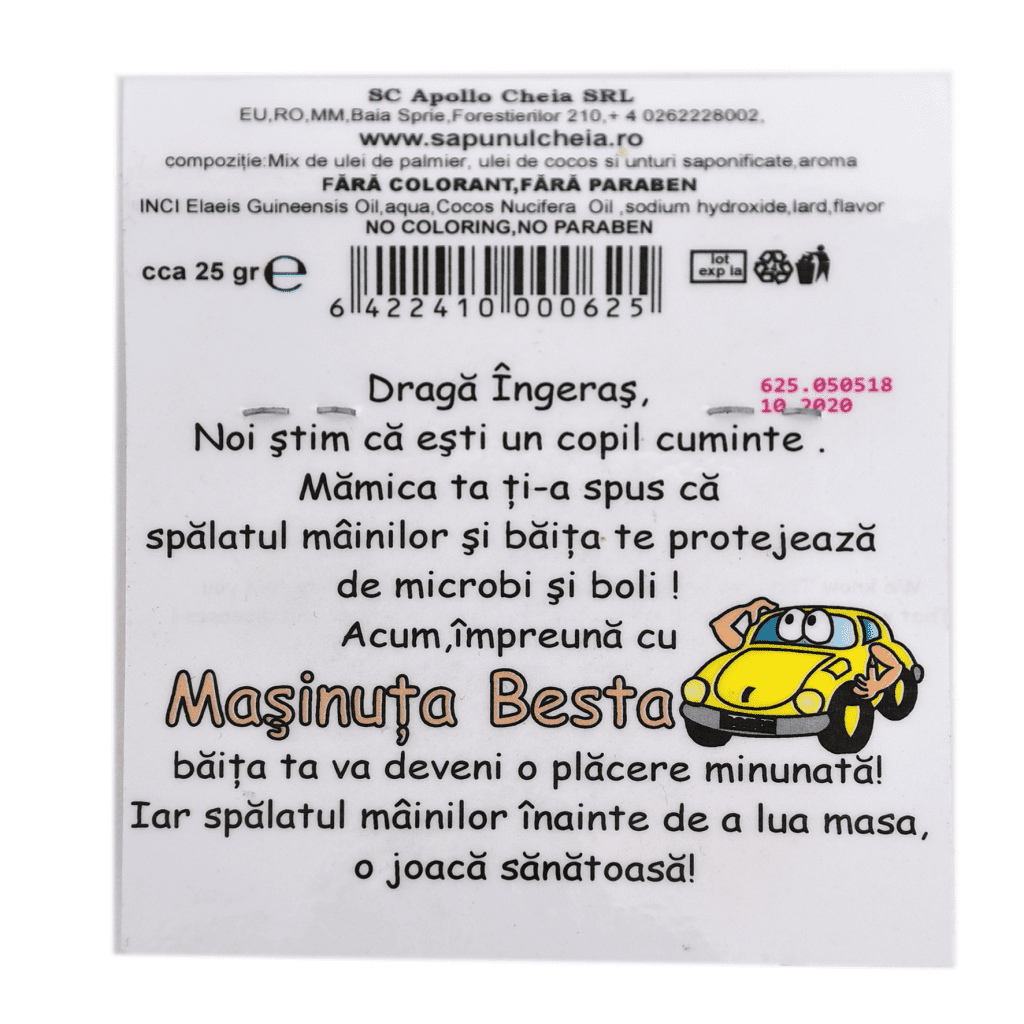 SC Apollo Cheia SRL
EU,RO,MM,Baia Sprie,Forestierilor 210,+ 4 0262228002,
www.sapunulcheia.ro
compoziție:Mix de ulei de palmier, ulei de cocos si unturi saponificate,aroma
FĂRĂ COLORANT,FĂRĂ PARABEN
INCI Elaeis Guineensis Oil,aqua,Cocos Nucifera Oil ,sodium hydroxide,lard,flavor
NO COLORING,NO PARABEN
cca 25 gr e
lot
exp la
6 422410 000625
625.050518
10 2020
Dragă Îngeraş,
Noi ştim că eşti un copil cuminte .
Mămica ta ți-a spus că
spălatul mâinilor şi băița te protejează
de microbi şi boli !
Acum,împreună cu
Maşinuța Besta
băița ta va deveni o plăcere minunată!
Iar spălatul mâinilor înainte de a lua masa,
o joacă sănătoasă!